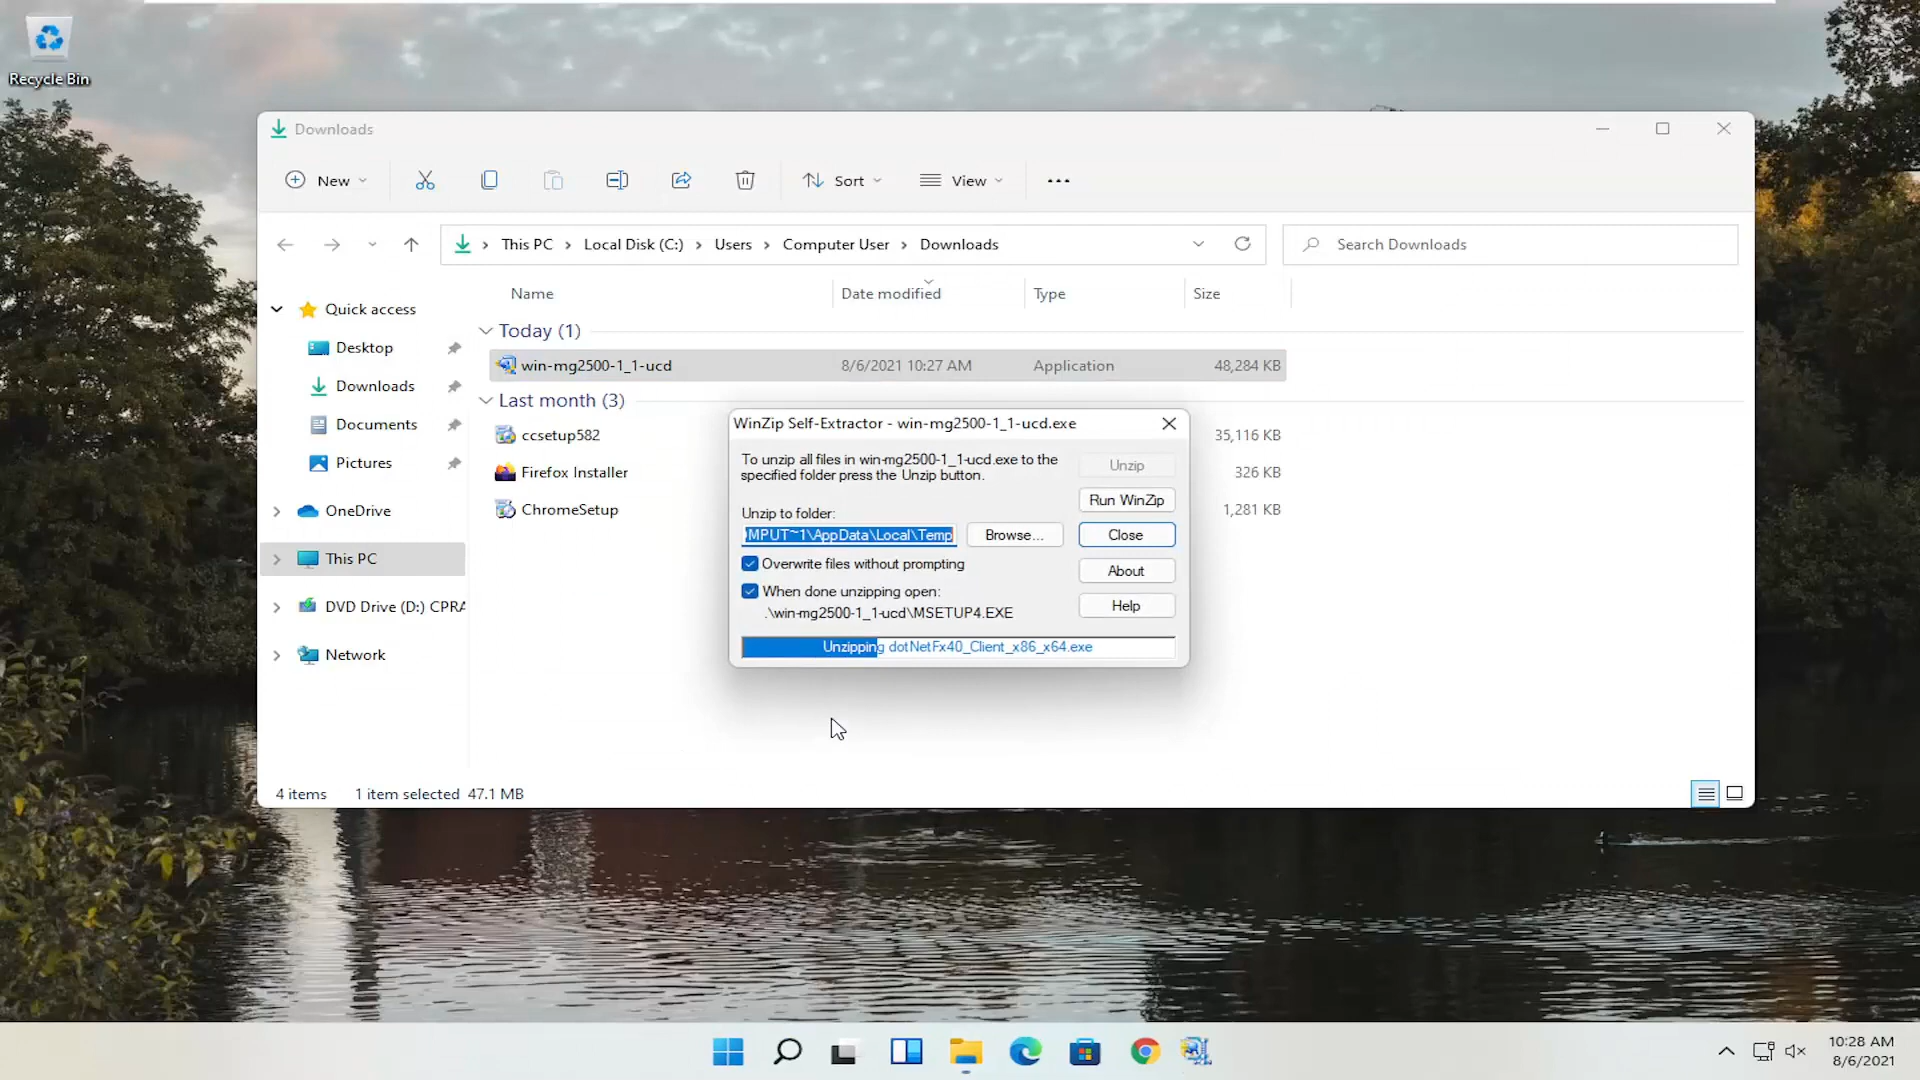 Recycle Bin
Downloads
New
Sort
View
This PC
Local Disk (C:)
Users
Computer User
Downloads
Search Downloads
Name
Date modified
Type
Size
Quick access
Desktop
Downloads
Documents
Pictures
OneDrive
This PC
DVD Drive (D:) CPRA
Network
Today (1)
win-mg2500-1_1-ucd 8/6/2021 10:27 AM Application 48,284 KB
Last month (3)
ccsetup582 35,116 KB
Firefox Installer 326 KB
ChromeSetup 1,281 KB
WinZip Self-Extractor - win-mg2500-1_1-ucd.exe
To unzip all files in win-mg2500-1_1-ucd.exe to the
specified folder press the Unzip button.
Unzip to folder:
MPUT~1\AppData\Local\Temp
Browse...
Overwrite files without prompting
When done unzipping open:
.\win-mg2500-1_1-ucd\MSETUP4.EXE
Unzip
Run WinZip
Close
About
Help
Unzipping dotNetFx40_Client_x86_x64.exe
4 items 1 item selected 47.1 MB
10:28 AM
8/6/2021